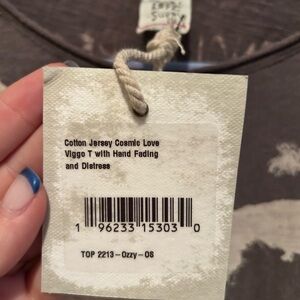 Cotton Jersey Cosmic Love
Viggo T with Hand Fading
and Distress
1 96233 15303 0
TOP 2213-Ozzy-OS